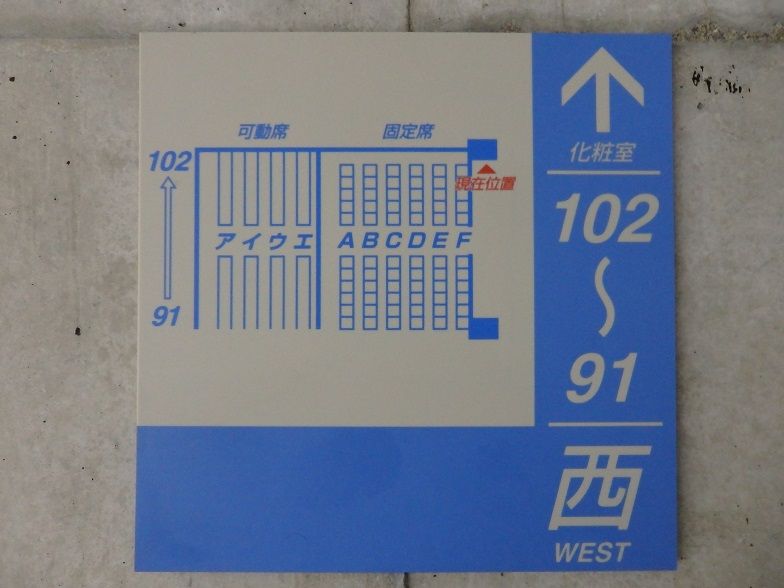 可動席 固定席
102
現在位置
アイウエ ABCDEF
91
化粧室
102
〜
91
西
WEST